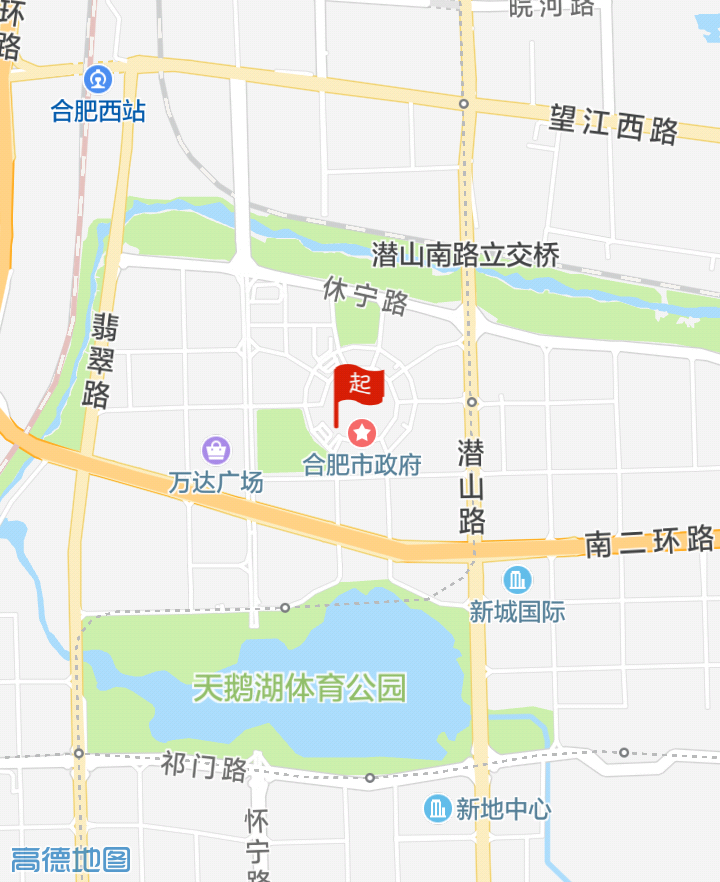 皖河路
环路
合肥西站
望江西路
潜山南路立交桥
休宁路
翡翠路
起
合肥市政府
万达广场
潜山路
南二环路
新城国际
天鹅湖体育公园
祁门路
新地中心
怀宁路
高德地图